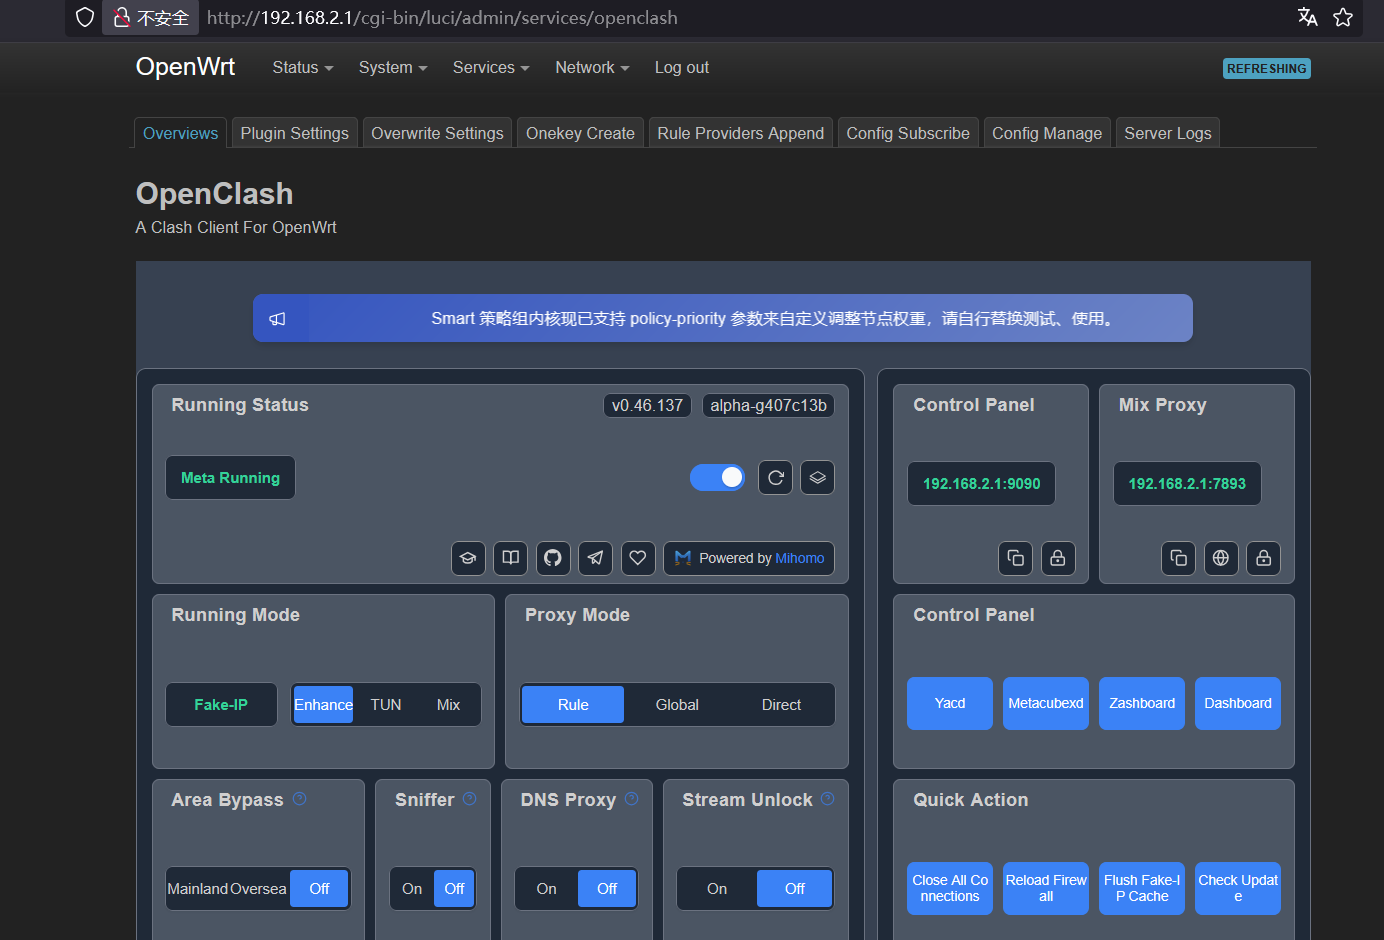 不安全 http://192.168.2.1/cgi-bin/luci/admin/services/openclash
OpenWrt Status System Services Network Log out REFRESHING
Overviews Plugin Settings Overwrite Settings Onekey Create Rule Providers Append Config Subscribe Config Manage Server Logs
OpenClash
A Clash Client For OpenWrt
Smart 策略组内核现已支持 policy-priority 参数来自定义调整节点权重，请自行替换测试、使用。
Running Status v0.46.137 alpha-g407c13b
Meta Running
Powered by Mihomo
Control Panel
192.168.2.1:9090
Mix Proxy
192.168.2.1:7893
Running Mode
Fake-IP Enhance TUN Mix
Proxy Mode
Rule Global Direct
Control Panel
Yacd Metacubexd Zashboard Dashboard
Area Bypass
Mainland Oversea Off
Sniffer
On Off
DNS Proxy
On Off
Stream Unlock
On Off
Quick Action
Close All Co
nnections
Reload Firew
all
Flush Fake-I
P Cache
Check Updat
e